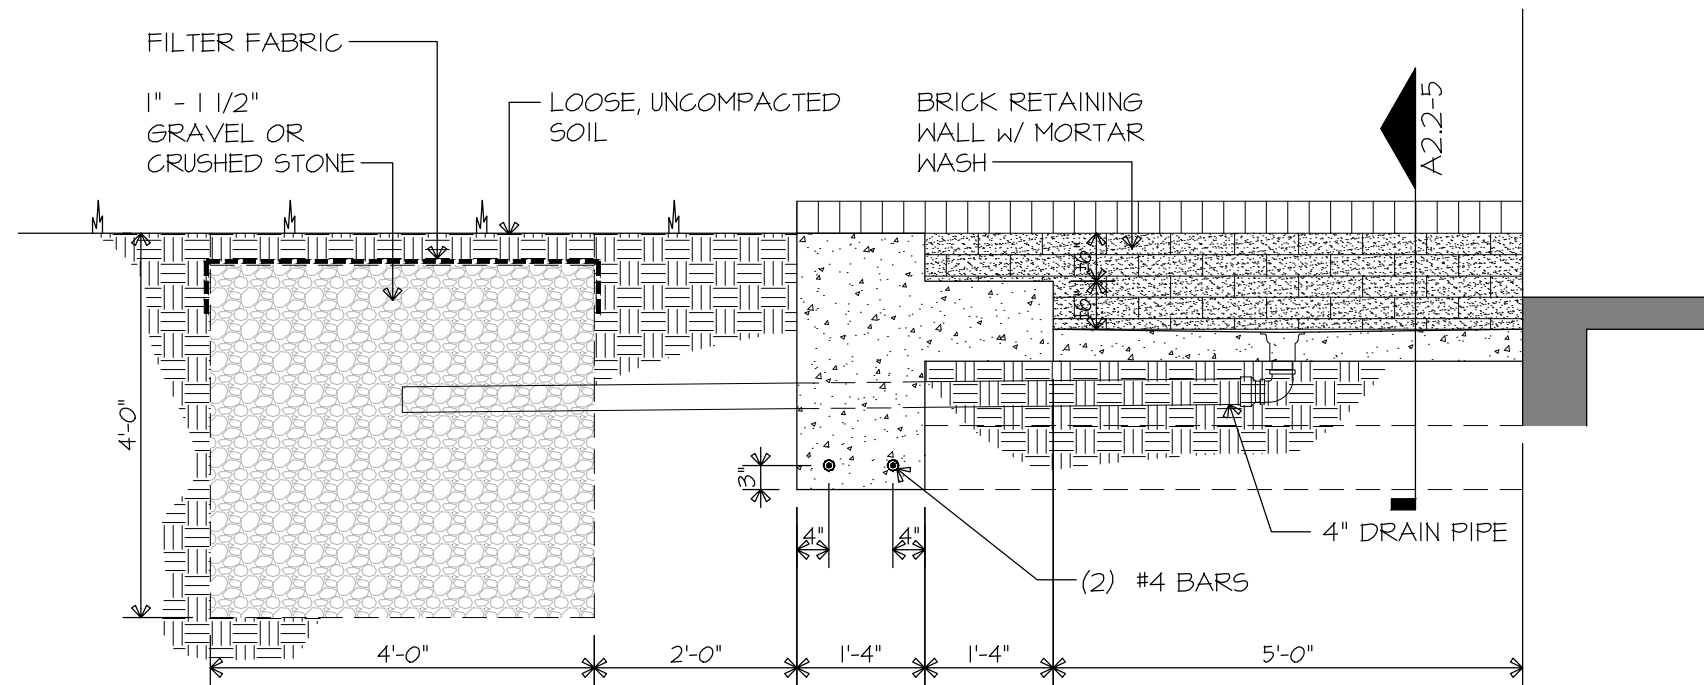 FILTER FABRIC
1" - 1 1/2"
GRAVEL OR
CRUSHED STONE
LOOSE, UNCOMPACTED
SOIL
BRICK RETAINING
WALL w/ MORTAR
WASH
A2.2-5
6"
6"
4'-0"
3"
4"
4"
4" DRAIN PIPE
(2) #4 BARS
4'-0"
2'-0"
1'-4"
1'-4"
5'-0"